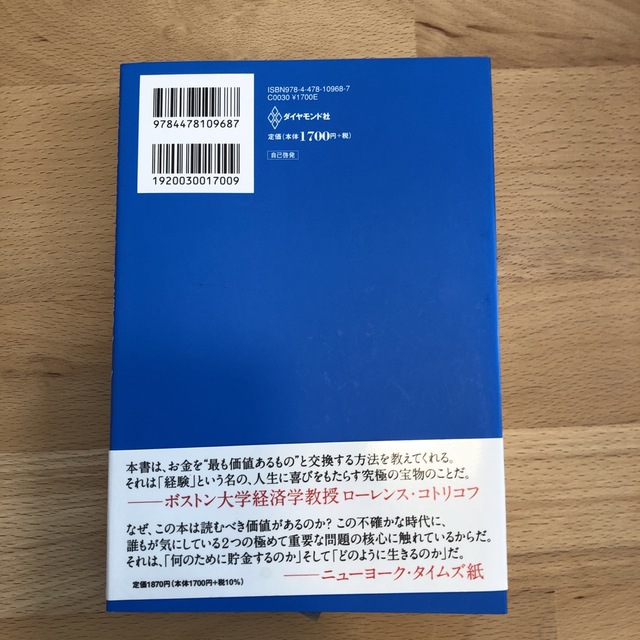 ISBN978-4-478-10968-7
C0030 ¥1700E
9784478109687
ダイヤモンド社
定価(本体1700円+税)
自己啓発
1920030017009
本書は、お金を“最も価値あるもの”と交換する方法を教えてくれる。
それは「経験」という名の、人生に喜びをもたらす究極の宝物のことだ。
――ボストン大学経済学教授 ローレンス・コトリコフ
なぜ、この本は読むべき価値があるのか? この不確かな時代に、
誰もが気にしている2つの極めて重要な問題の核心に触れているからだ。
それは、「何のために貯金するのか」そして「どのように生きるのか」だ。
定価1870円(本体1700円+税10%)
――ニューヨーク・タイムズ紙